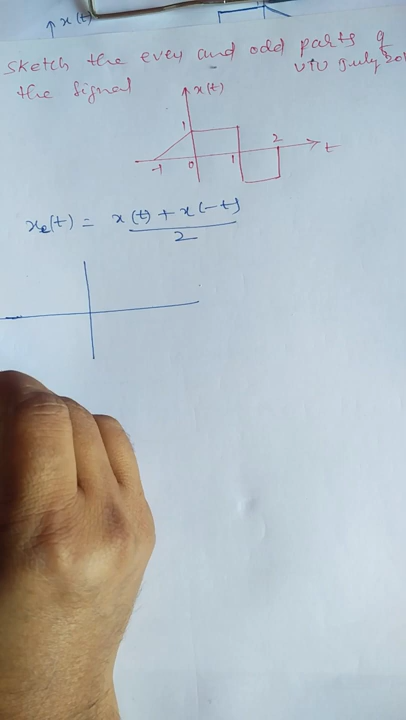 x(t)
Sketch the even and odd parts of
the signal VTU July 20
x(t)
1
-1 0 1 2 t
xe(t) = x(t) + x(-t)
2